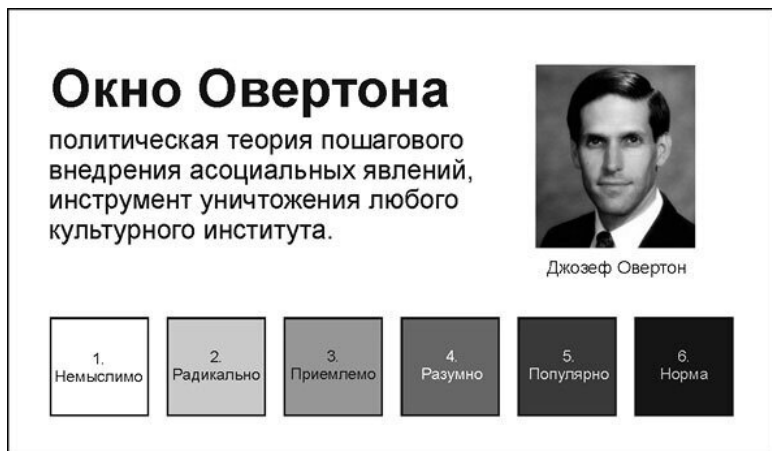 Окно Овертона
политическая теория пошагового
внедрения асоциальных явлений,
инструмент уничтожения любого
культурного института.
Джозеф Овертон
1.
Немыслимо
2.
Радикально
3.
Приемлемо
4.
Разумно
5.
Популярно
6.
Норма